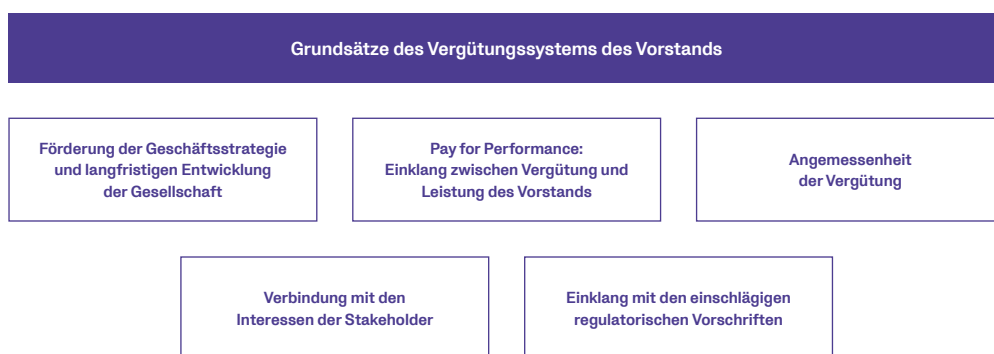 Grundsätze des Vergütungssystems des Vorstands
Förderung der Geschäftsstrategie
und langfristigen Entwicklung
der Gesellschaft
Pay for Performance:
Einklang zwischen Vergütung und
Leistung des Vorstands
Angemessenheit
der Vergütung
Verbindung mit den
Interessen der Stakeholder
Einklang mit den einschlägigen
regulatorischen Vorschriften